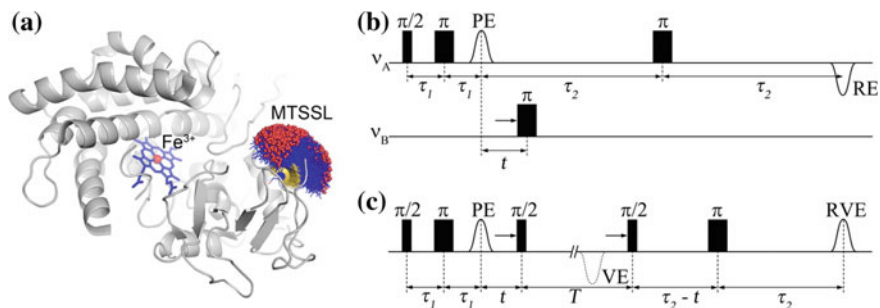 (a)
Fe3+
MTSSL
(b)
π/2 π PE π
νA
τ1 τ1 τ2 τ2 RE
π
νB
t
(c)
π/2 π PE π/2 π/2 π RVE
VE
τ1 τ1 t T τ2 - t τ2